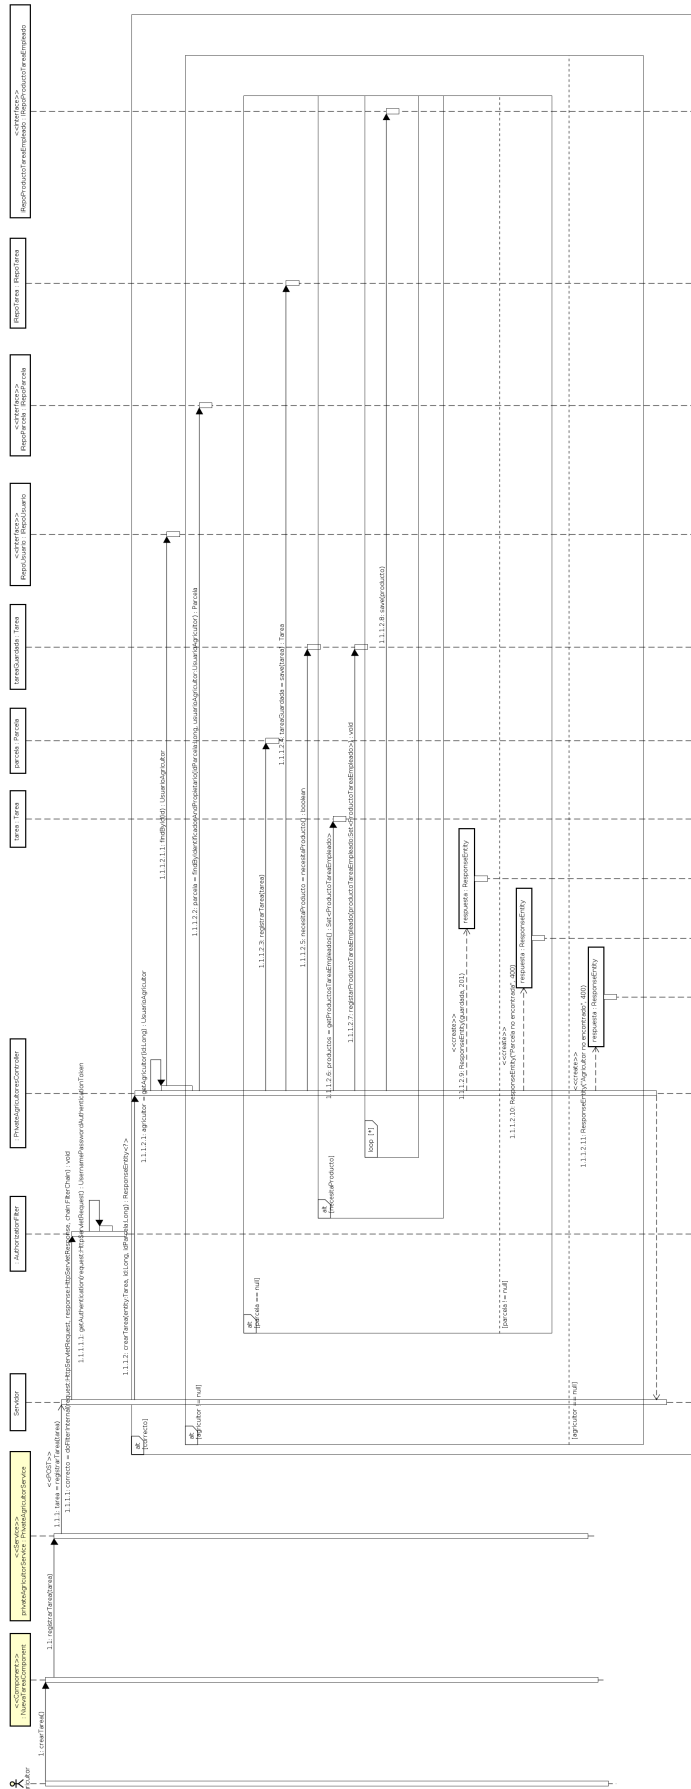 ricultor
<<Component>>
: NuevaTareaComponent
<<Service>>
privateAgricultorService : PrivateAgricultorService
Servidor
: AuthorizationFilter
: PrivateAgricultoresController
tarea : Tarea
parcela : Parcela
tareaGuardada : Tarea
<<interface>>
IRepoUsuario : IRepoUsuario
<<interface>>
IRepoParcela : IRepoParcela
IRepoTarea : IRepoTarea
<<interface>>
IRepoProductoTareaEmpleado : IRepoProductoTareaEmpleado
1: crearTarea()
1.1: registrarTarea(tarea)
<<POST>>
1.1.1: tarea = registrarTarea(tarea)
1.1.1.1: correcto = doFilterInternal(request:HttpServletRequest, response:HttpServletResponse, chain:FilterChain) : void
1.1.1.1.1: getAuthentication(request:HttpServletRequest) : UsernamePasswordAuthenticationToken
1.1.1.2: crearTarea(entity:Tarea, id:Long, idParcela:Long) : ResponseEntity<?>
alt
[correcto]
1.1.1.2.1: agricultor = getAgricultor(id:Long) : UsuarioAgricultor
1.1.1.2.1.1: findById(id) : UsuarioAgricultor
alt
[agricultor != null]
1.1.1.2.2: parcela = findByIdentificadorAndPropietario(idParcela:Long, usuarioAgricultor:UsuarioAgricultor) : Parcela
alt
[parcela == null]
1.1.1.2.3: registrarTarea(tarea)
1.1.1.2.4: tareaGuardada = save(tarea) : Tarea
1.1.1.2.5: necesitaProducto = necesitaProducto() : boolean
alt
[necesitaProducto]
1.1.1.2.6: productos = getProductosTareaEmpleados() : Set<ProductoTareaEmpleado>
1.1.1.2.7: registarProductoTareaEmpleado(productoTareaEmpleado:Set<ProductoTareaEmpleado>) : void
loop [*]
1.1.1.2.8: save(producto)
<<create>>
1.1.1.2.9: ResponseEntity(guardada, 201)
respuesta : ResponseEntity
[parcela != null]
<<create>>
1.1.1.2.10: ResponseEntity("Parcela no encontrada", 400)
respuesta : ResponseEntity
[agricultor == null]
<<create>>
1.1.1.2.11: ResponseEntity("Agricultor no encontrado", 400)
respuesta : ResponseEntity